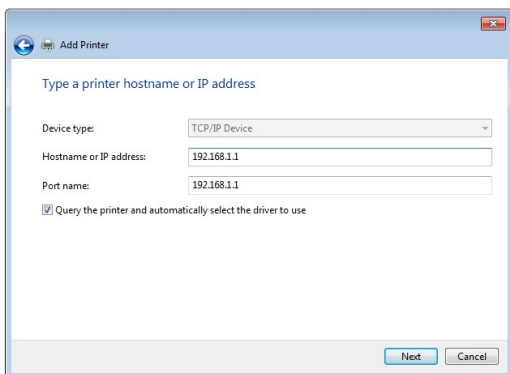 Add Printer
Type a printer hostname or IP address
Device type: TCP/IP Device
Hostname or IP address: 192.168.1.1
Port name: 192.168.1.1
Query the printer and automatically select the driver to use
Next Cancel